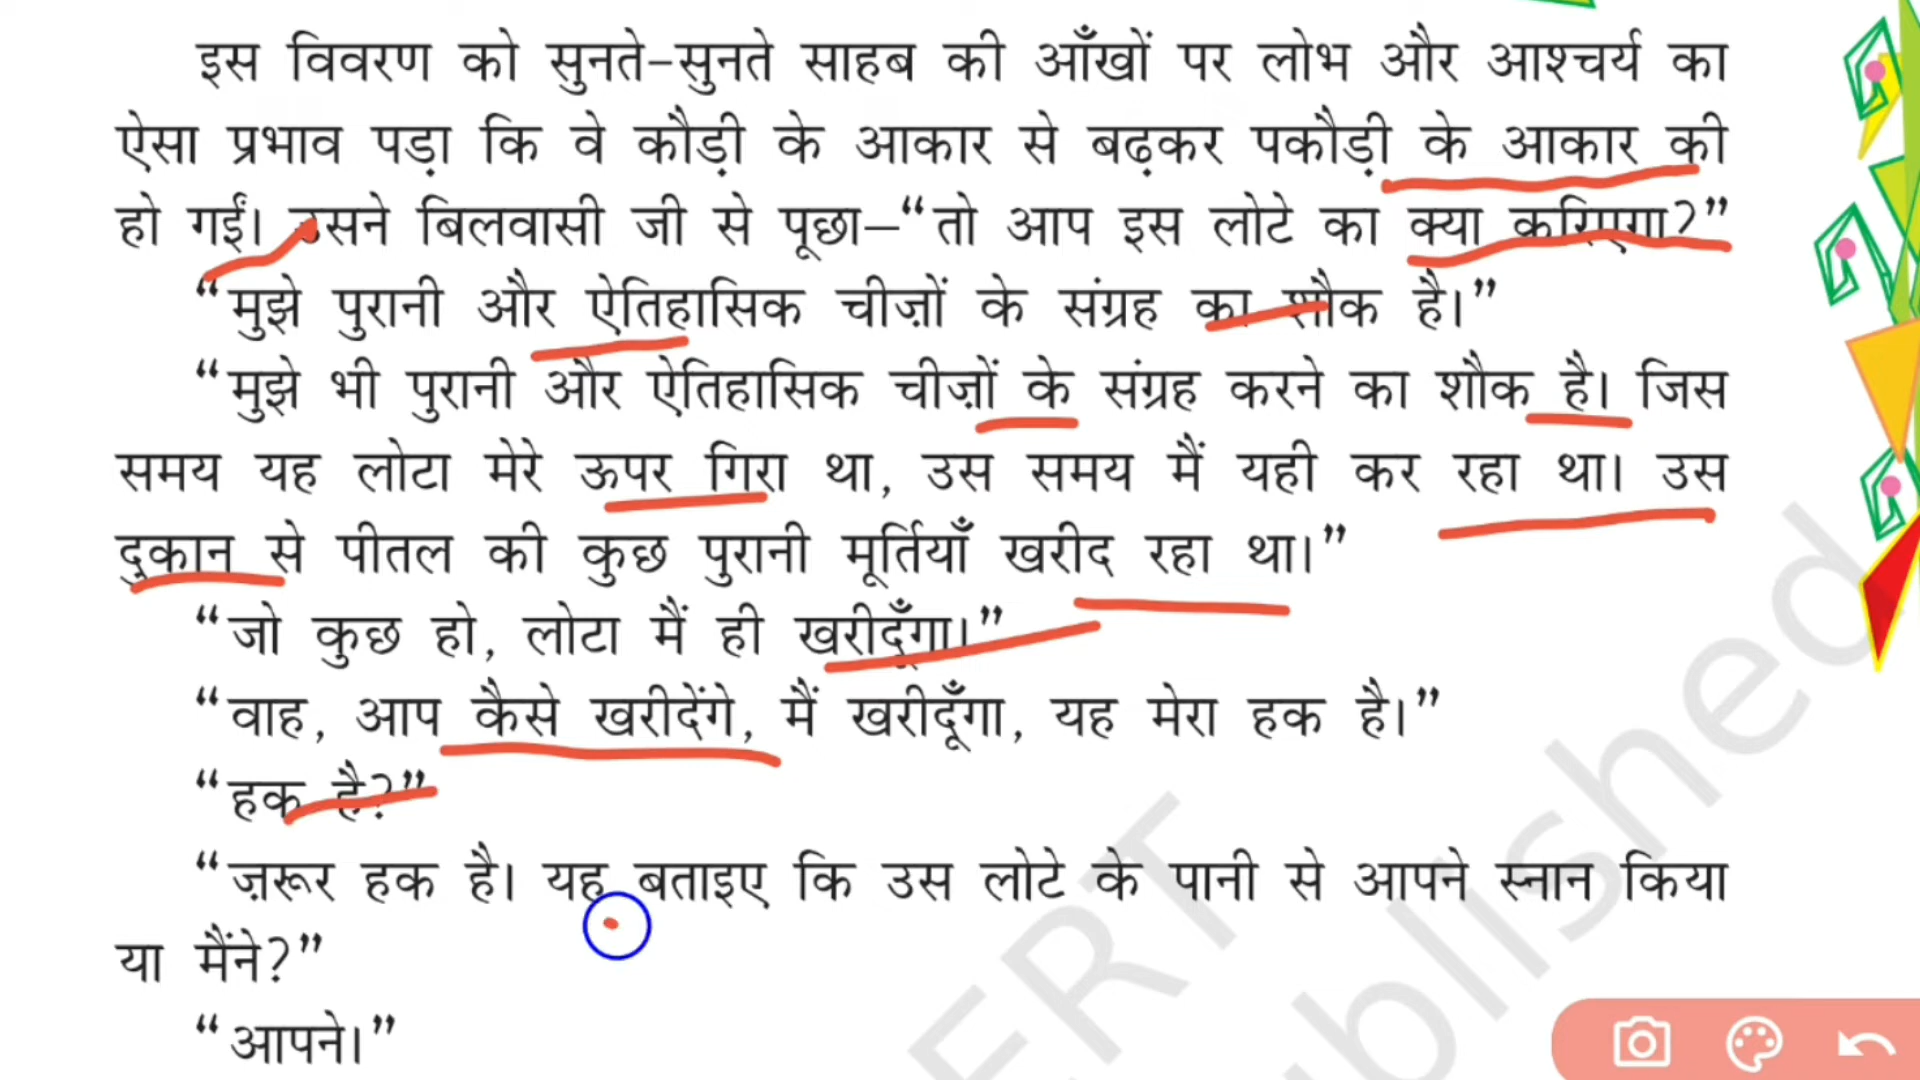 इस विवरण को सुनते-सुनते साहब की आँखों पर लोभ और आश्चर्य का
ऐसा प्रभाव पड़ा कि वे कौड़ी के आकार से बढ़कर पकौड़ी के आकार की
हो गईं। उसने बिलवासी जी से पूछा–“तो आप इस लोटे का क्या करिएगा?”
“मुझे पुरानी और ऐतिहासिक चीज़ों के संग्रह का शौक है।”
“मुझे भी पुरानी और ऐतिहासिक चीज़ों के संग्रह करने का शौक है। जिस
समय यह लोटा मेरे ऊपर गिरा था, उस समय मैं यही कर रहा था। उस
दुकान से पीतल की कुछ पुरानी मूर्तियाँ खरीद रहा था।”
“जो कुछ हो, लोटा मैं ही खरीदूँगा।”
“वाह, आप कैसे खरीदेंगे, मैं खरीदूँगा, यह मेरा हक है।”
“हक है?”
“ज़रूर हक है। यह बताइए कि उस लोटे के पानी से आपने स्नान किया
या मैंने?”
“आपने।”